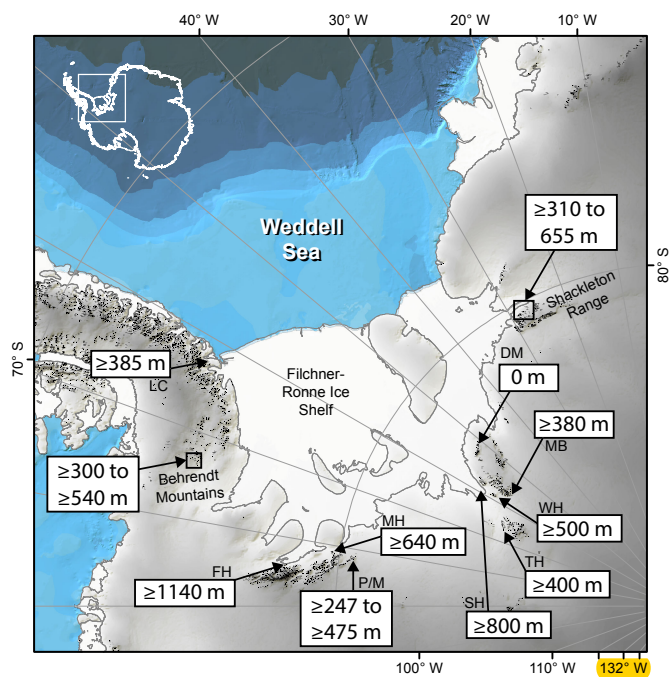 40° W
30° W
20° W
10° W
Weddell
Sea
≥310 to
655 m
80° S
Shackleton
Range
70° S
≥385 m
LC
Filchner-
Ronne Ice
Shelf
DM
0 m
≥380 m
MB
≥300 to
≥540 m
Behrendt
Mountains
WH
≥500 m
MH
≥640 m
TH
≥400 m
FH
≥1140 m
P/M
≥247 to
≥475 m
SH
≥800 m
100° W
110° W
132° W